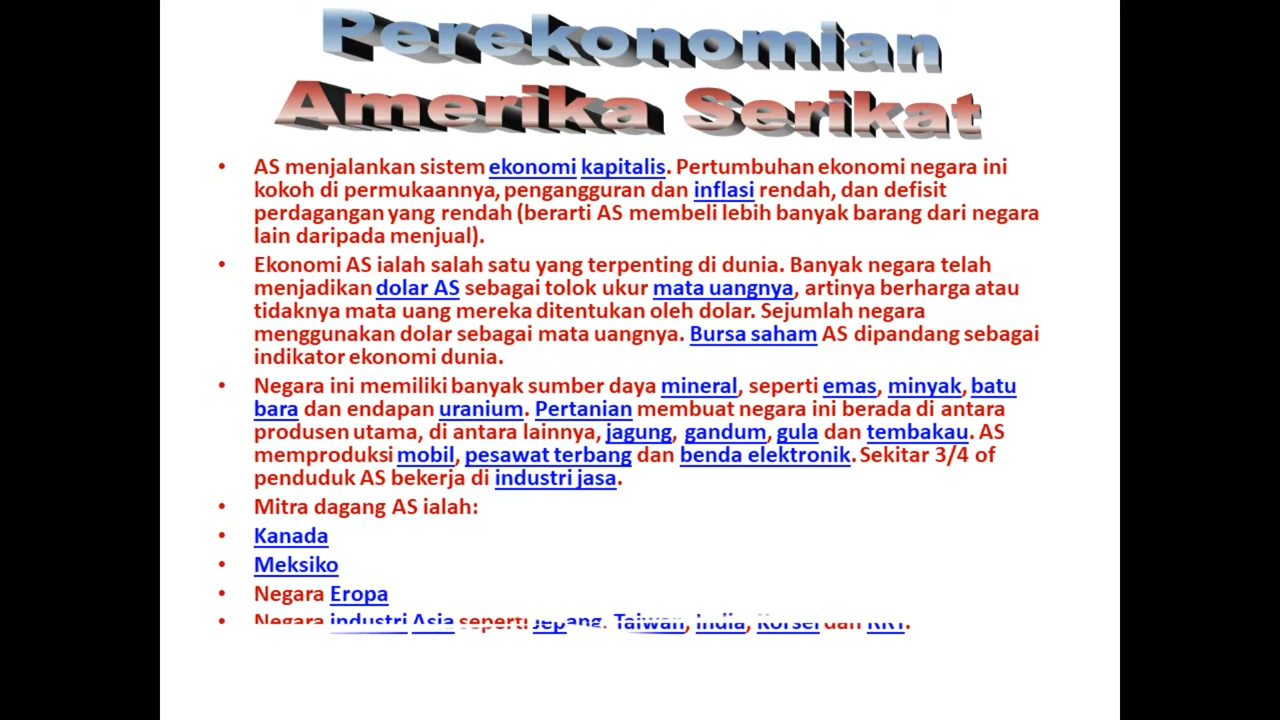 Perekonomian
Amerika Serikat
• AS menjalankan sistem ekonomi kapitalis. Pertumbuhan ekonomi negara ini
kokoh di permukaannya, pengangguran dan inflasi rendah, dan defisit
perdagangan yang rendah (berarti AS membeli lebih banyak barang dari negara
lain daripada menjual).
• Ekonomi AS ialah salah satu yang terpenting di dunia. Banyak negara telah
menjadikan dolar AS sebagai tolok ukur mata uangnya, artinya berharga atau
tidaknya mata uang mereka ditentukan oleh dolar. Sejumlah negara
menggunakan dolar sebagai mata uangnya. Bursa saham AS dipandang sebagai
indikator ekonomi dunia.
• Negara ini memiliki banyak sumber daya mineral, seperti emas, minyak, batu
bara dan endapan uranium. Pertanian membuat negara ini berada di antara
produsen utama, di antara lainnya, jagung, gandum, gula dan tembakau. AS
memproduksi mobil, pesawat terbang dan benda elektronik. Sekitar 3/4 of
penduduk AS bekerja di industri jasa.
• Mitra dagang AS ialah:
• Kanada
• Meksiko
• Negara Eropa
• Negara industri Asia seperti Jepang, Taiwan, India, Korsel dan RRT.